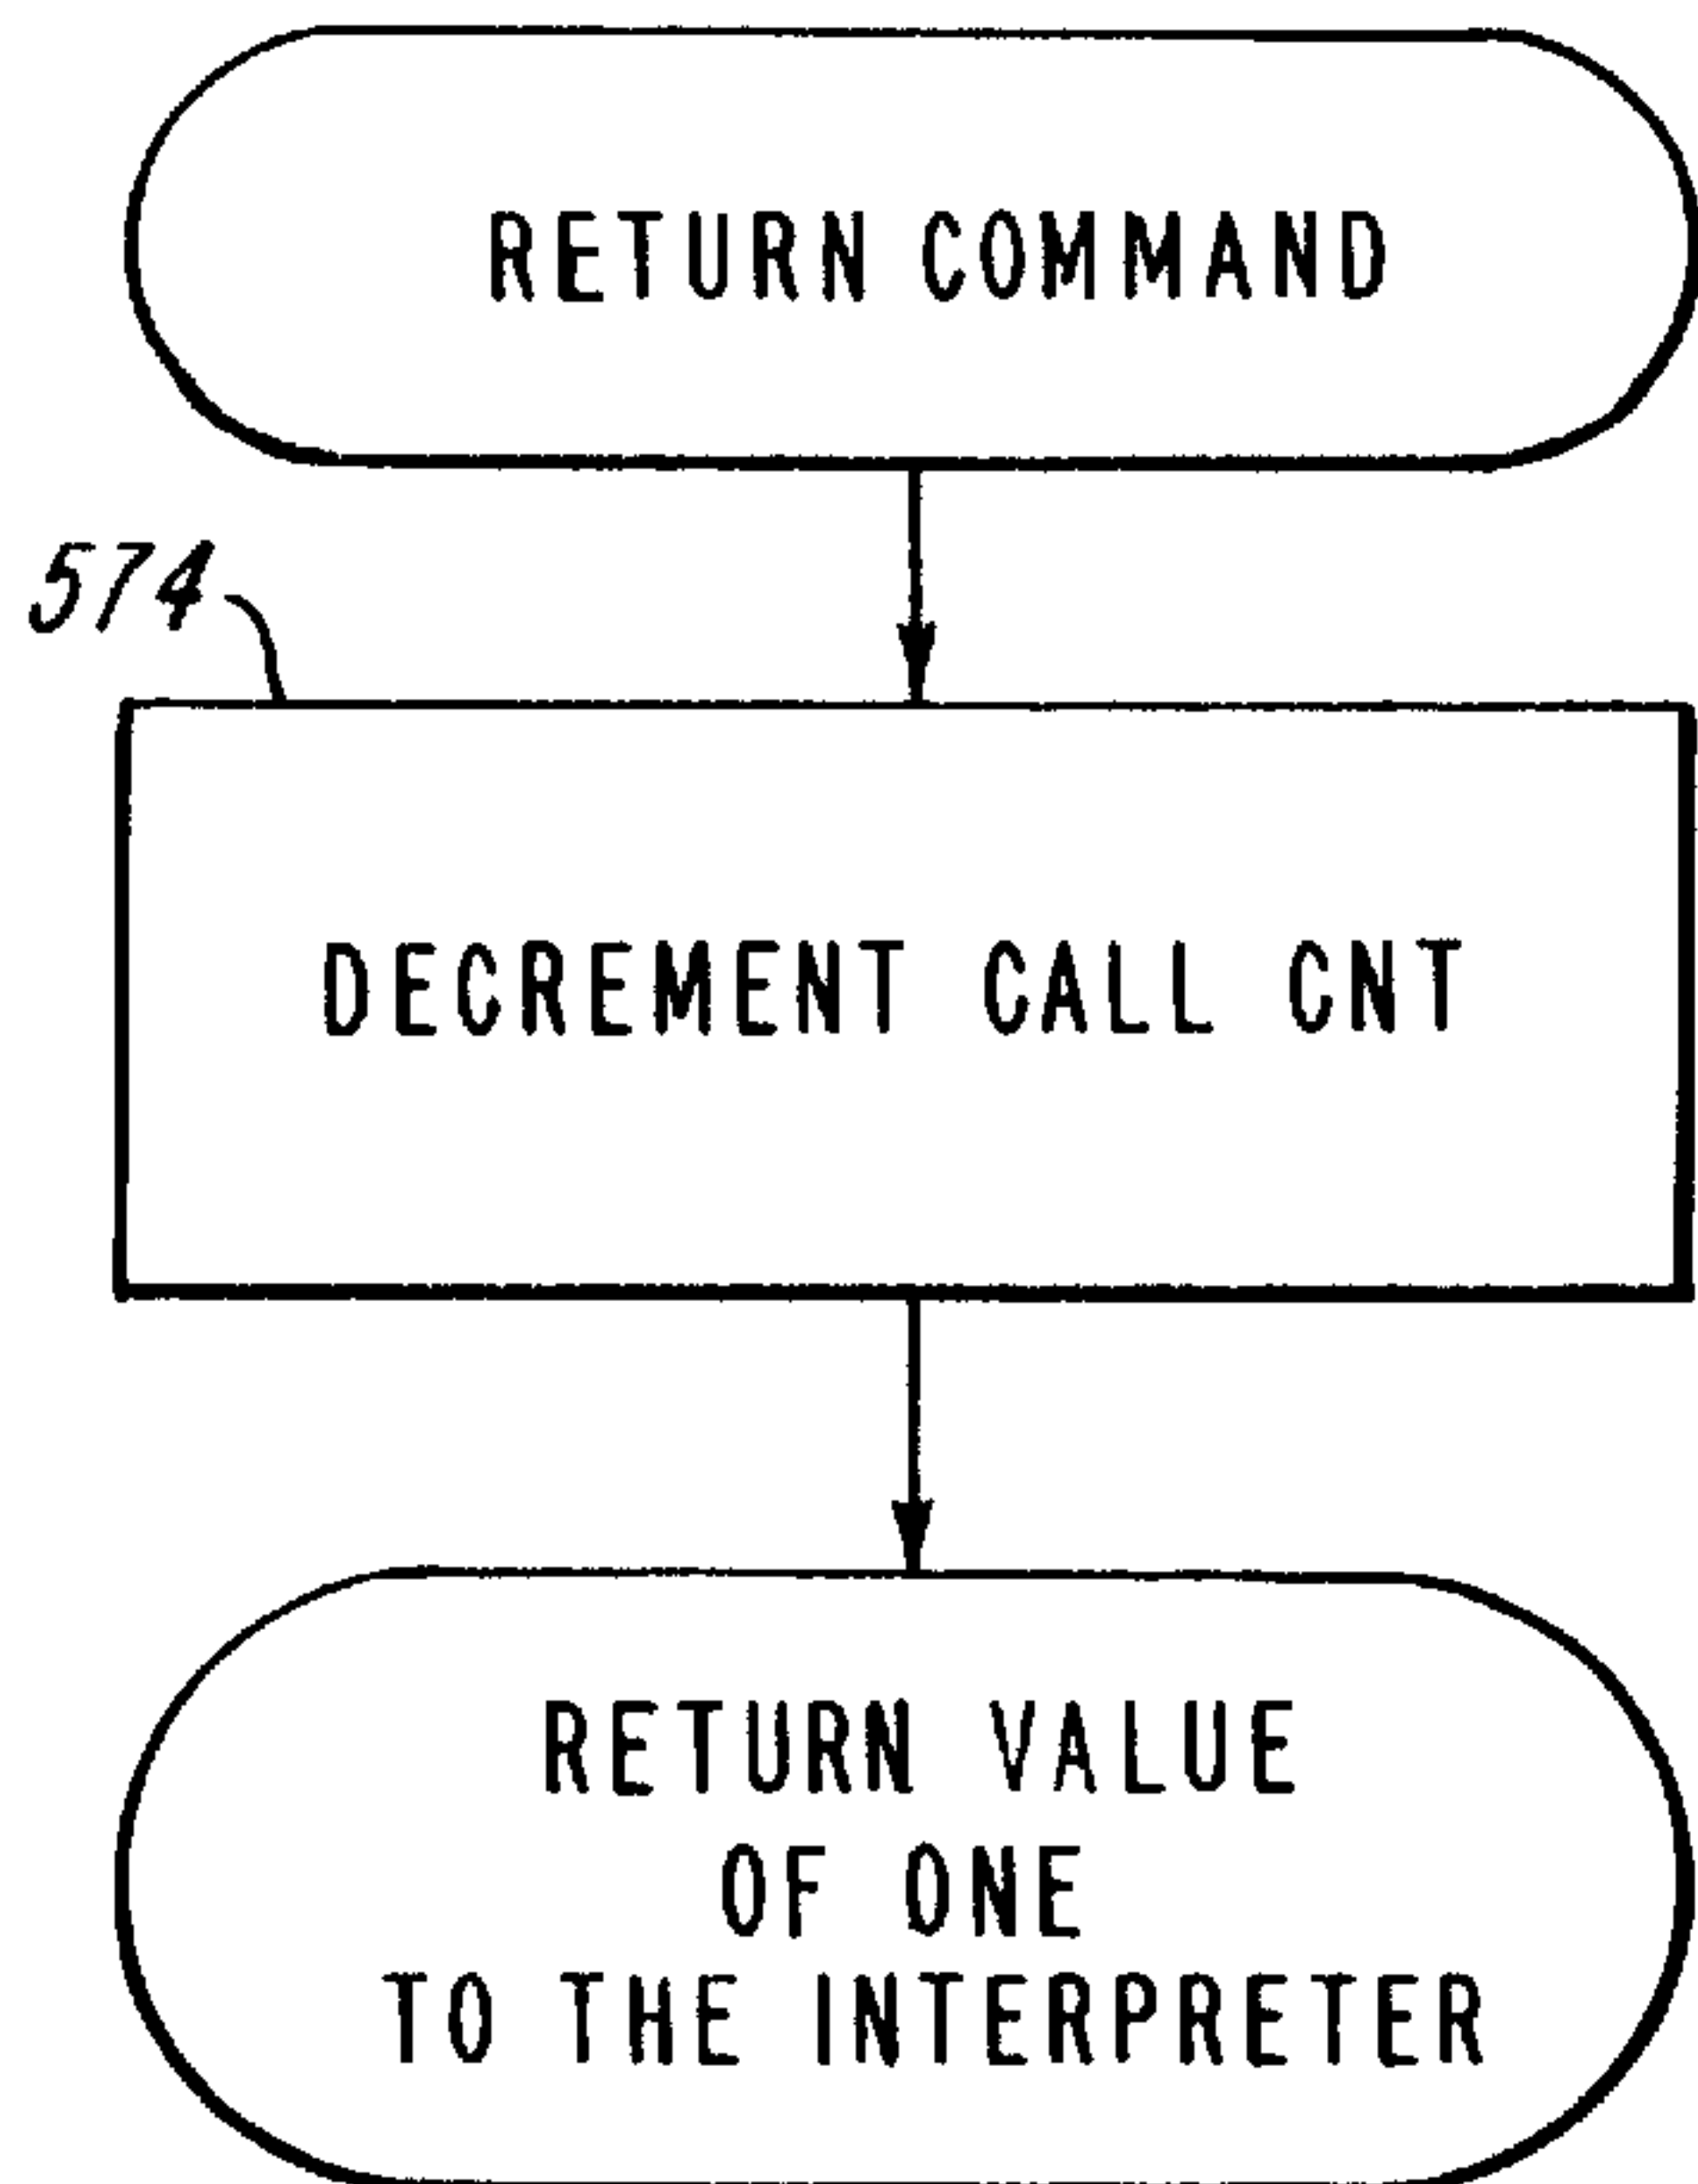 RETURN COMMAND
574
DECREMENT CALL CNT
RETURN VALUE
OF ONE
TO THE INTERPRETER